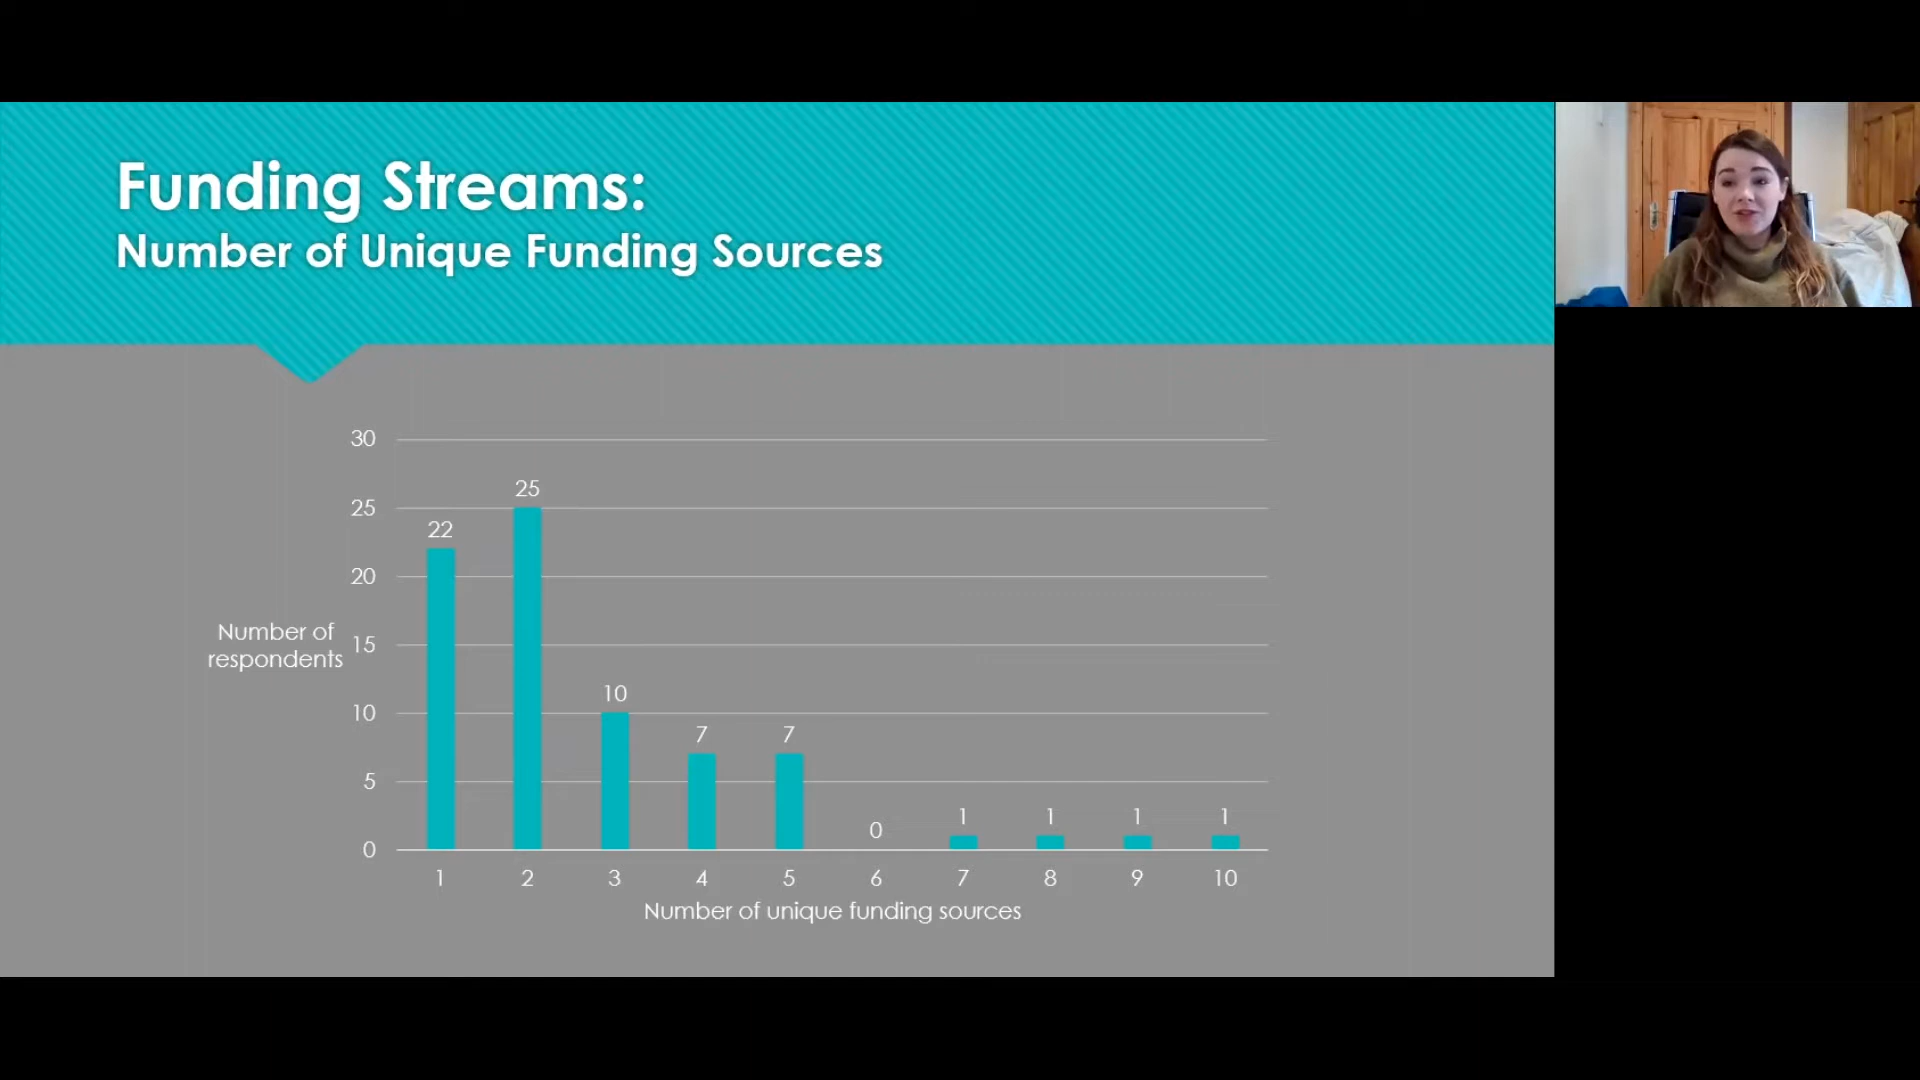 Funding Streams:
Number of Unique Funding Sources
30
25
20
15
10
5
0
Number of
respondents
22
25
10
7
7
0
1
1
1
1
1 2 3 4 5 6 7 8 9 10
Number of unique funding sources